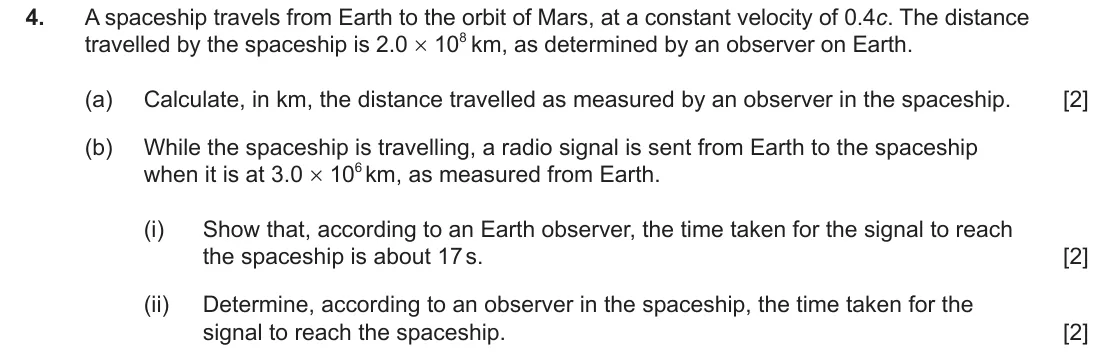 4. A spaceship travels from Earth to the orbit of Mars, at a constant velocity of 0.4c. The distance
travelled by the spaceship is 2.0 × 10⁸ km, as determined by an observer on Earth.
(a) Calculate, in km, the distance travelled as measured by an observer in the spaceship. [2]
(b) While the spaceship is travelling, a radio signal is sent from Earth to the spaceship
when it is at 3.0 × 10⁶ km, as measured from Earth.
(i) Show that, according to an Earth observer, the time taken for the signal to reach
the spaceship is about 17 s. [2]
(ii) Determine, according to an observer in the spaceship, the time taken for the
signal to reach the spaceship. [2]